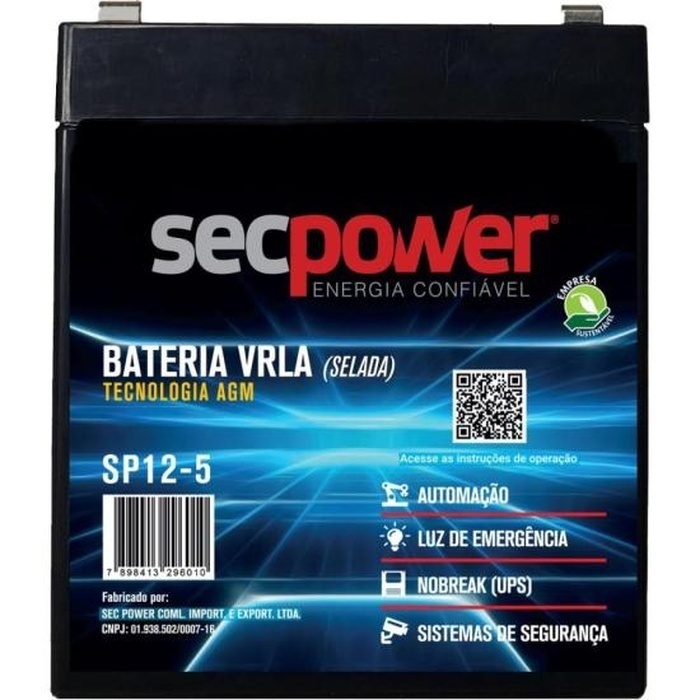 secpower®
ENERGIA CONFIÁVEL
EMPRESA
SUSTENTÁVEL
BATERIA VRLA (SELADA)
TECNOLOGIA AGM
Acesse as instruções de operação
SP12-5
AUTOMAÇÃO
LUZ DE EMERGÊNCIA
NOBREAK (UPS)
SISTEMAS DE SEGURANÇA
7 898413 296010
Fabricado por:
SEC POWER COML. IMPORT. E EXPORT. LTDA.
CNPJ: 01.938.502/0007-16